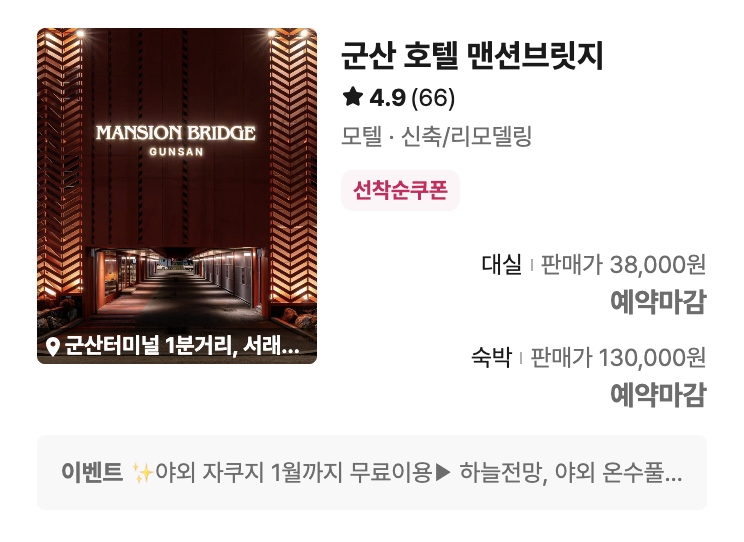 MANSION BRIDGE
GUNSAN
군산터미널 1분거리, 서래...
군산 호텔 맨션브릿지
★ 4.9 (66)
모텔 · 신축/리모델링
선착순쿠폰
대실 | 판매가 38,000원
예약마감
숙박 | 판매가 130,000원
예약마감
이벤트 ✨야외 자쿠지 1월까지 무료이용▶ 하늘전망, 야외 온수풀...